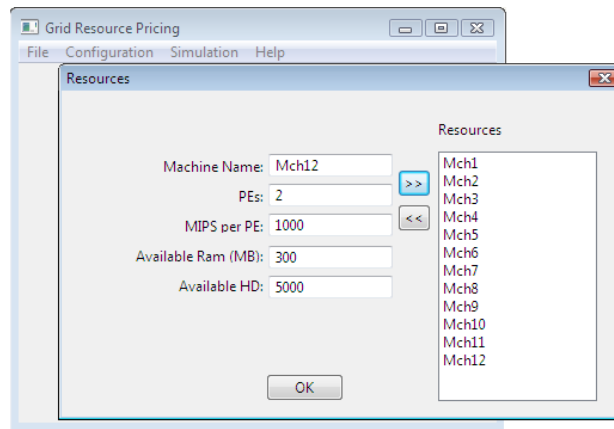 Grid Resource Pricing
File Configuration Simulation Help
Resources
Resources
Machine Name: Mch12
PEs: 2
MIPS per PE: 1000
Available Ram (MB): 300
Available HD: 5000
>>
<<
Mch1
Mch2
Mch3
Mch4
Mch5
Mch6
Mch7
Mch8
Mch9
Mch10
Mch11
Mch12
OK